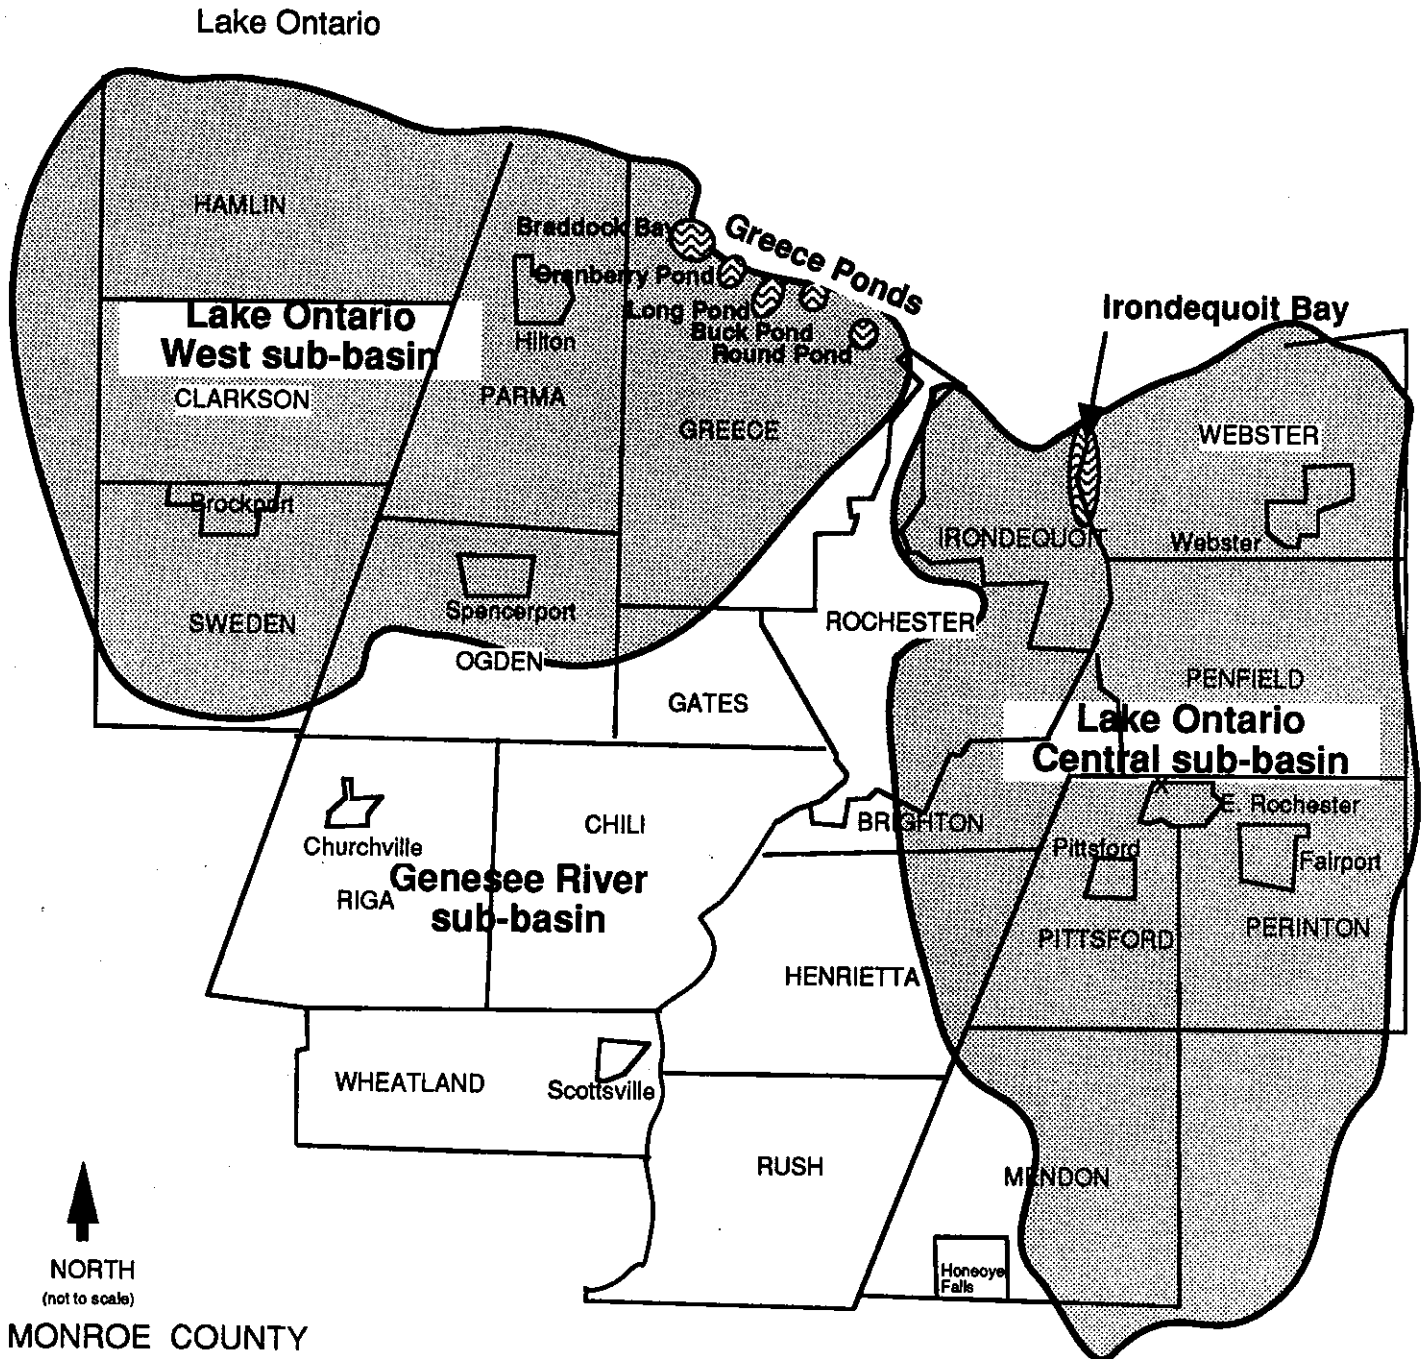 Lake Ontario
HAMLIN
Braddock Bay
Greece Ponds
Cranberry Pond
Long Pond
Buck Pond
Round Pond
Hilton
Irondequoit Bay
Lake Ontario
West sub-basin
CLARKSON
PARMA
GREECE
WEBSTER
Brockport
IRONDEQUOIT
Webster
SWEDEN
Spencerport
ROCHESTER
OGDEN
GATES
PENFIELD
Lake Ontario
Central sub-basin
X
E. Rochester
CHILI
BRIGHTON
Churchville
Pittsford
Fairport
RIGA
Genesee River
sub-basin
PITTSFORD
PERINTON
HENRIETTA
WHEATLAND
Scottsville
RUSH
MENDON
NORTH
(not to scale)
Honeoye
Falls
MONROE COUNTY